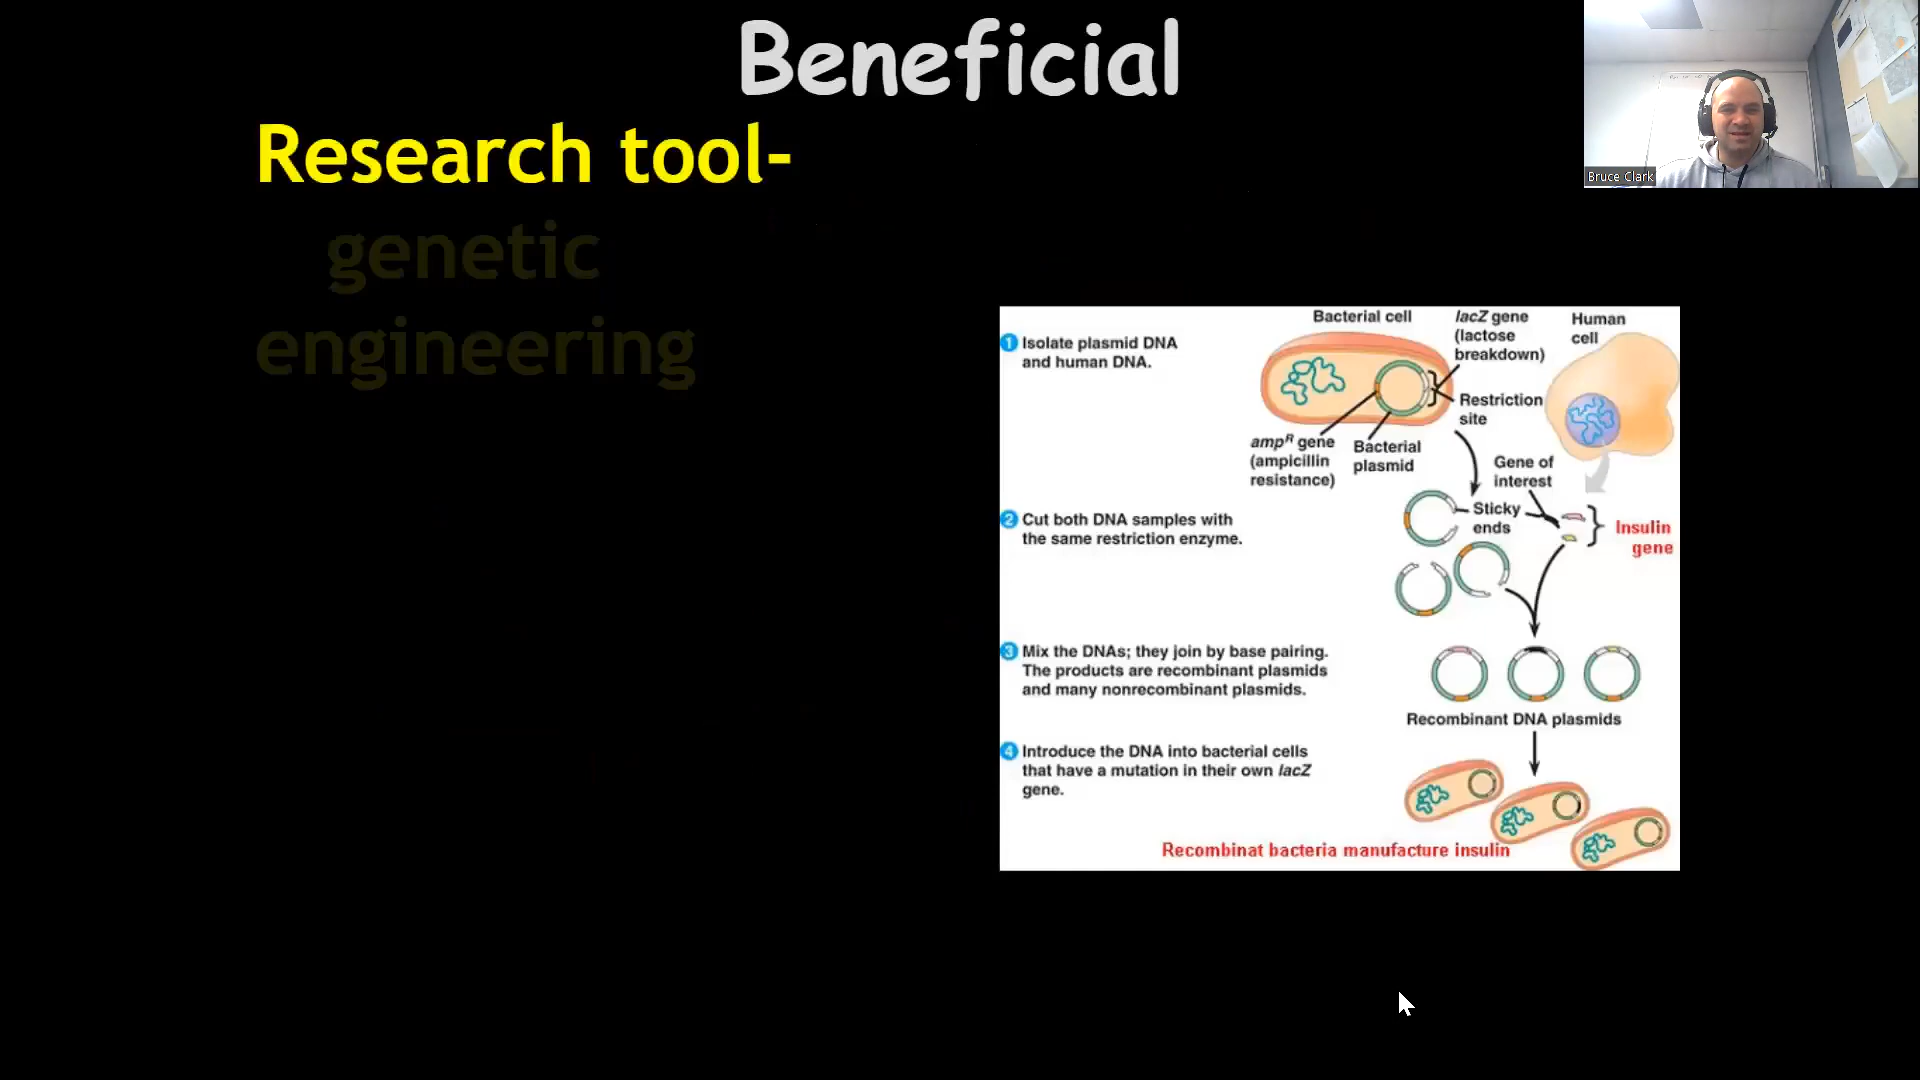 Beneficial
Research tool-
genetic
engineering
Bruce Clark
Bacterial cell
lacZ gene
(lactose
breakdown)
Human
cell
1 Isolate plasmid DNA
and human DNA.
Restriction
site
ampR gene
(ampicillin
resistance)
Bacterial
plasmid
Gene of
interest
2 Cut both DNA samples with
the same restriction enzyme.
Sticky
ends
Insulin
gene
3 Mix the DNAs; they join by base pairing.
The products are recombinant plasmids
and many nonrecombinant plasmids.
Recombinant DNA plasmids
4 Introduce the DNA into bacterial cells
that have a mutation in their own lacZ
gene.
Recombinat bacteria manufacture insulin